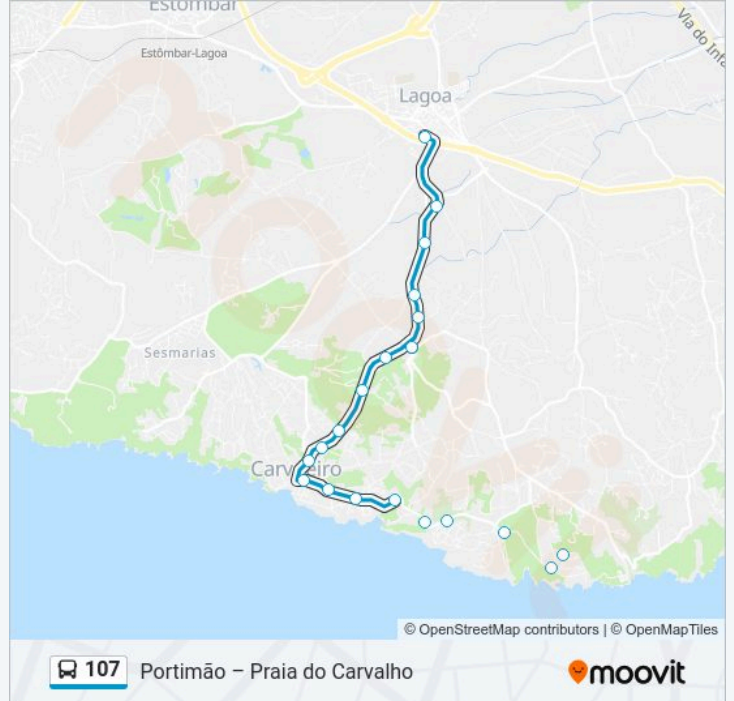 Estômbar
Via do Infa
Estômbar-Lagoa
Lagoa
Sesmarias
Carvoeiro
© OpenStreetMap contributors | © OpenMapTiles
107 Portimão – Praia do Carvalho
moovit